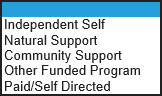 Independent Self
Natural Support
Community Support
Other Funded Program
Paid/Self Directed